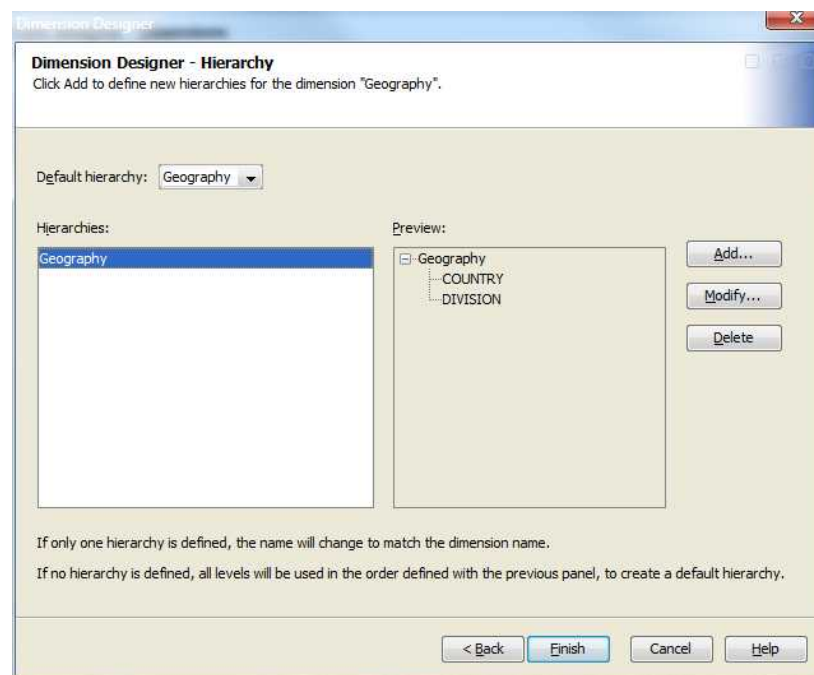 Dimension Designer
Dimension Designer - Hierarchy
Click Add to define new hierarchies for the dimension "Geography".
Default hierarchy: Geography
Hierarchies:
Geography
Preview:
Geography
COUNTRY
DIVISION
Add...
Modify...
Delete
If only one hierarchy is defined, the name will change to match the dimension name.
If no hierarchy is defined, all levels will be used in the order defined with the previous panel, to create a default hierarchy.
< Back Finish Cancel Help